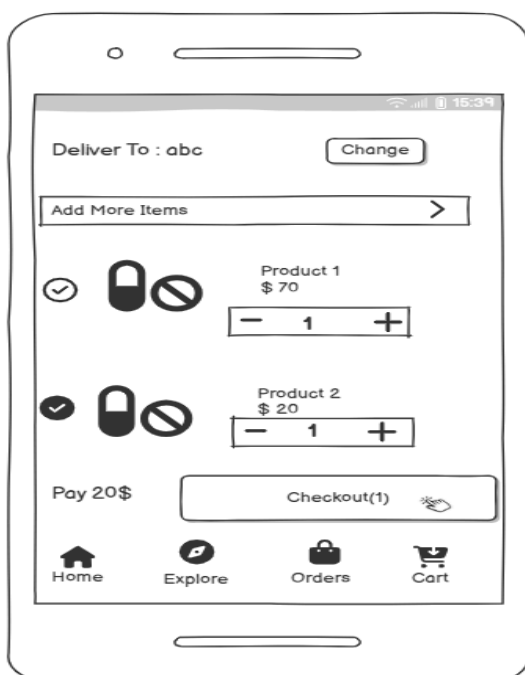 15:39
Deliver To : abc
Change
Add More Items
Product 1
$ 70
1
Product 2
$ 20
1
Pay 20$
Checkout(1)
Home
Explore
Orders
Cart